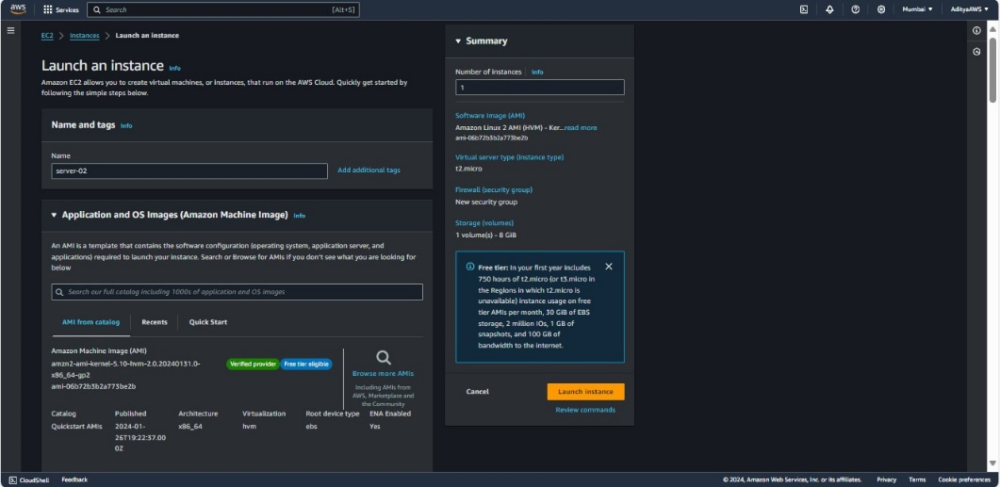 aws
Services
Search
[Alt+S]
Mumbai ▼
AdityaAWS ▼
EC2 > Instances > Launch an instance
Launch an instance Info
Amazon EC2 allows you to create virtual machines, or instances, that run on the AWS Cloud. Quickly get started by
following the simple steps below.
Name and tags Info
Name
server-02
Add additional tags
▼ Application and OS Images (Amazon Machine Image) Info
An AMI is a template that contains the software configuration (operating system, application server, and
applications) required to launch your instance. Search or Browse for AMIs if you don't see what you are looking for
below
Search our full catalog including 1000s of application and OS images
AMI from catalog
Recents
Quick Start
Amazon Machine
Image (AMI)
amzn2-ami-kernel-5.10-hvm-2.0.20240131.0-
x86_64-gp2
ami-06b72b3b2a773be2b
Verified provider
Free tier eligible
Browse more AMIs
Including AMIs from
AWS, Marketplace and
the Community
Catalog Published Architecture Virtualization Root device type ENA Enabled
Quickstart AMIs 2024-01- x86_64 hvm ebs Yes
26T19:22:37.00
0Z
▼ Summary
Number of instances Info
1
Software Image (AMI)
Amazon Linux 2 AMI (HVM) - Ker...read more
ami-06b72b3b2a773be2b
Virtual server type (instance type)
t2.micro
Firewall (security group)
New security group
Storage (volumes)
1 volume(s) - 8 GiB
Free tier: In your first year includes
750 hours of t2.micro (or t3.micro in
the Regions in which t2.micro is
unavailable) instance usage on free
tier AMIs per month, 30 GiB of EBS
storage, 2 million IOs, 1 GB of
snapshots, and 100 GB of
bandwidth to the internet.
Cancel
Launch instance
Review commands
CloudShell Feedback
© 2024, Amazon Web Services, Inc. or its affiliates. Privacy Terms Cookie preferences